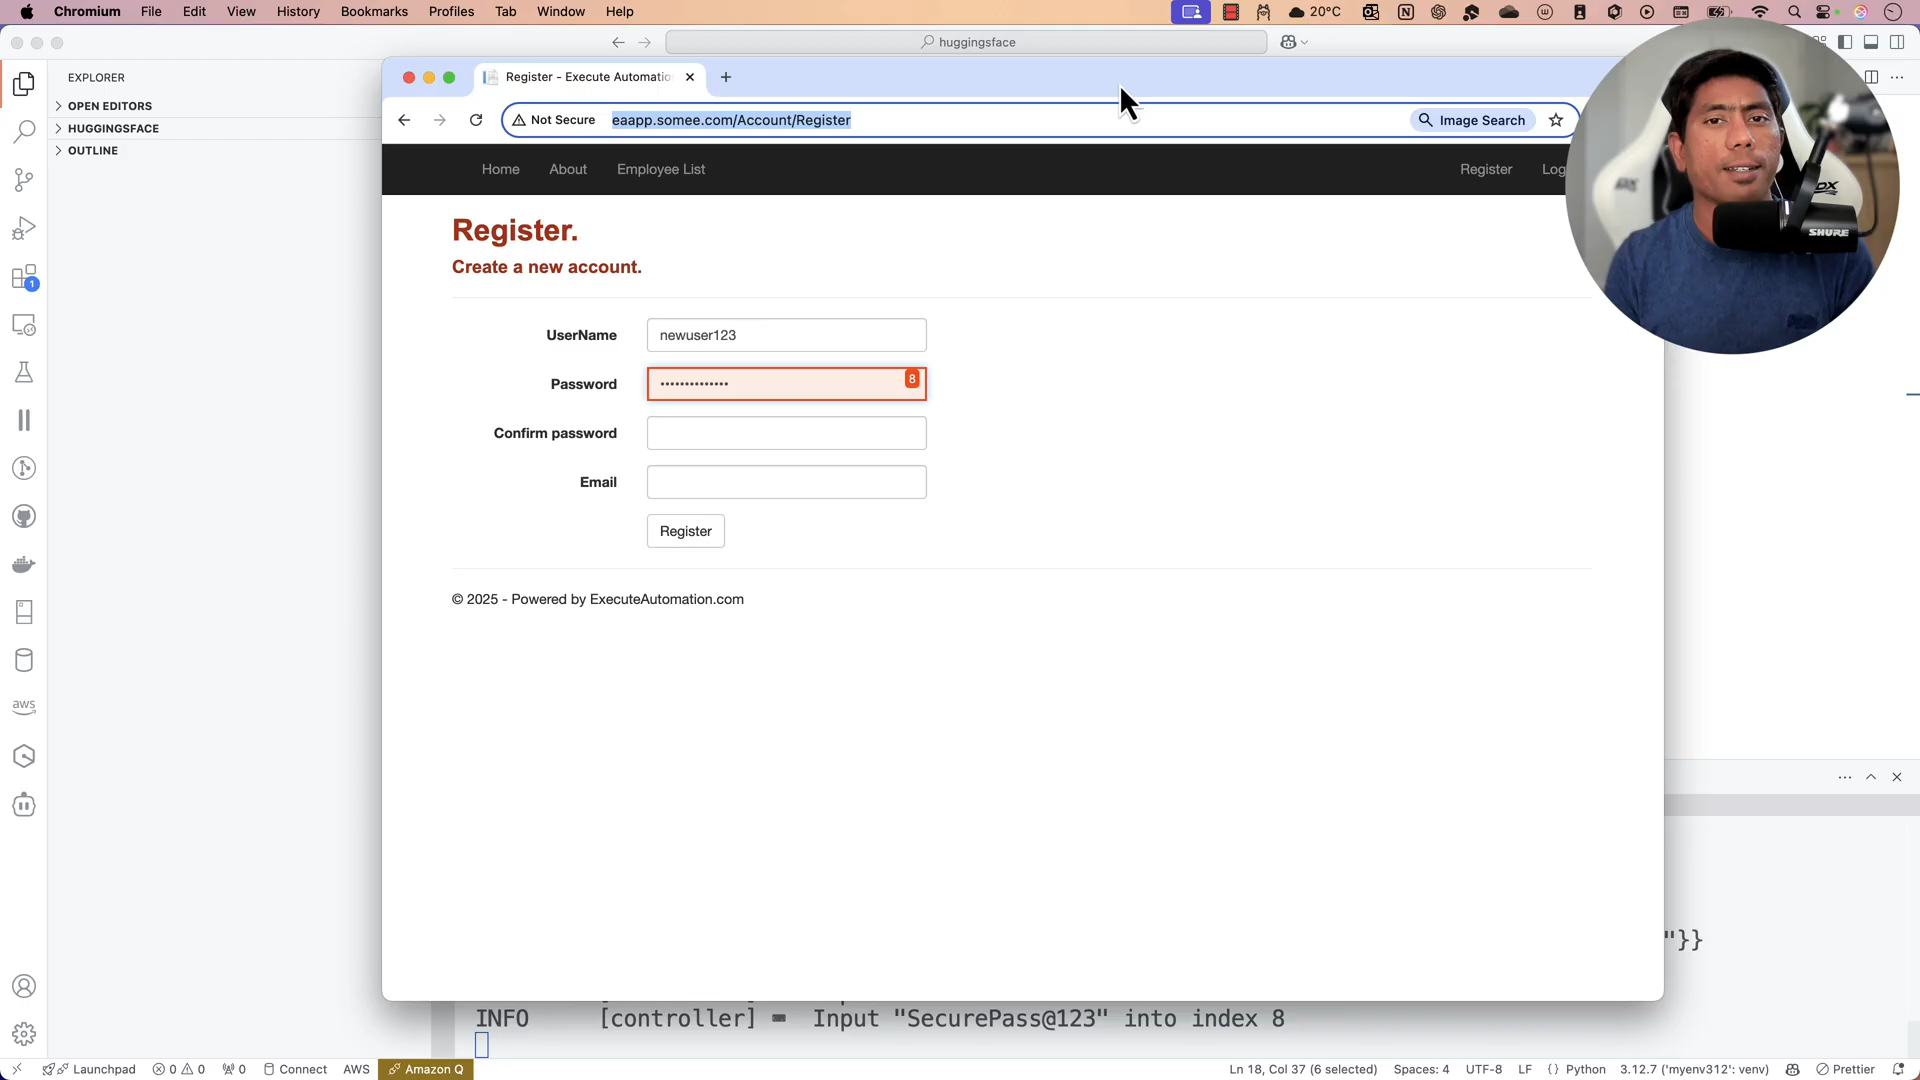 Chromium File Edit View History Bookmarks Profiles Tab Window Help 20°C
huggingsface
EXPLORER
OPEN EDITORS
HUGGINGSFACE
OUTLINE
Register - Execute Automatio
Not Secure eaapp.somee.com/Account/Register Image Search
Home About Employee List Register Log
Register.
Create a new account.
UserName newuser123
Password •••••••••••••• 8
Confirm password
Email
Register
© 2025 - Powered by ExecuteAutomation.com
SHURE
1
aws
"}}
INFO [controller] ⌨ Input "SecurePass@123" into index 8
Launchpad 0 0 0 Connect AWS Amazon Q Ln 18, Col 37 (6 selected) Spaces: 4 UTF-8 LF {} Python 3.12.7 ('myenv312': venv) Prettier